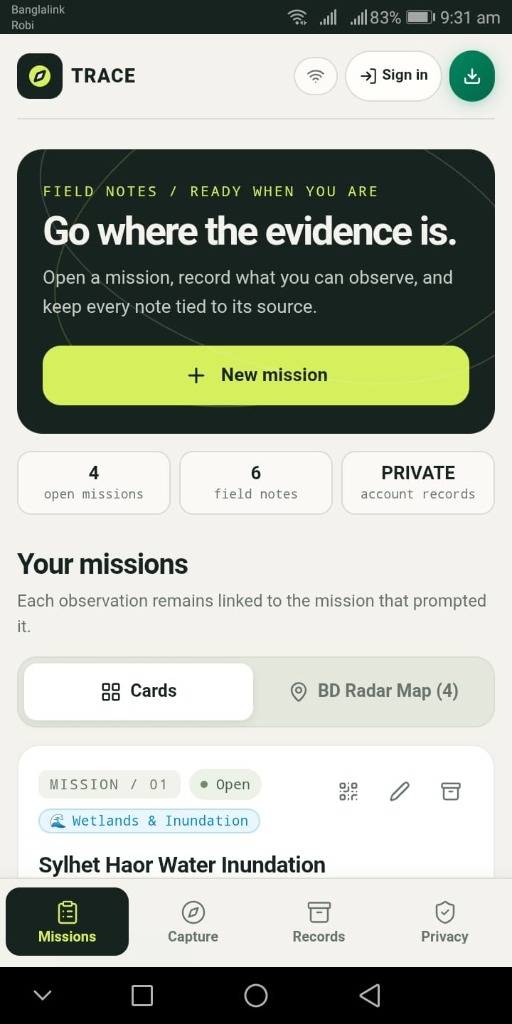 Banglalink
Robi
83%
9:31 am
TRACE
Sign in
FIELD NOTES / READY WHEN YOU ARE
Go where the evidence is.
Open a mission, record what you can observe, and
keep every note tied to its source.
New mission
4
open missions
6
field notes
PRIVATE
account records
Your missions
Each observation remains linked to the mission that prompted
it.
Cards
BD Radar Map (4)
MISSION / 01
Open
Wetlands & Inundation
Sylhet Haor Water Inundation
Missions
Capture
Records
Privacy